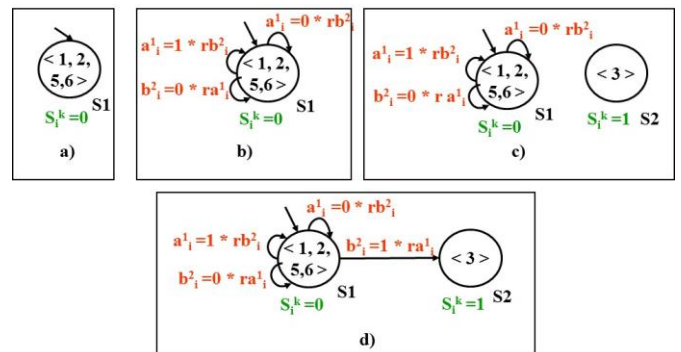 < 1, 2,
5,6 >
S1
Sᵢᵏ=0
a)
a¹ᵢ =0 * rb²ᵢ
a¹ᵢ =1 * rb²ᵢ
b²ᵢ =0 * ra¹ᵢ
< 1, 2,
5,6 >
S1
Sᵢᵏ=0
b)
a¹ᵢ =0 * rb²ᵢ
a¹ᵢ =1 * rb²ᵢ
b²ᵢ =0 * r a¹ᵢ
< 1, 2,
5,6 >
S1
Sᵢᵏ=0
< 3 >
Sᵢᵏ=1 S2
c)
a¹ᵢ =0 * rb²ᵢ
a¹ᵢ =1 * rb²ᵢ
b²ᵢ =0 * ra¹ᵢ
< 1, 2,
5,6 >
S1
Sᵢᵏ=0
b²ᵢ =1 * ra¹ᵢ
< 3 >
S2
Sᵢᵏ=1
d)